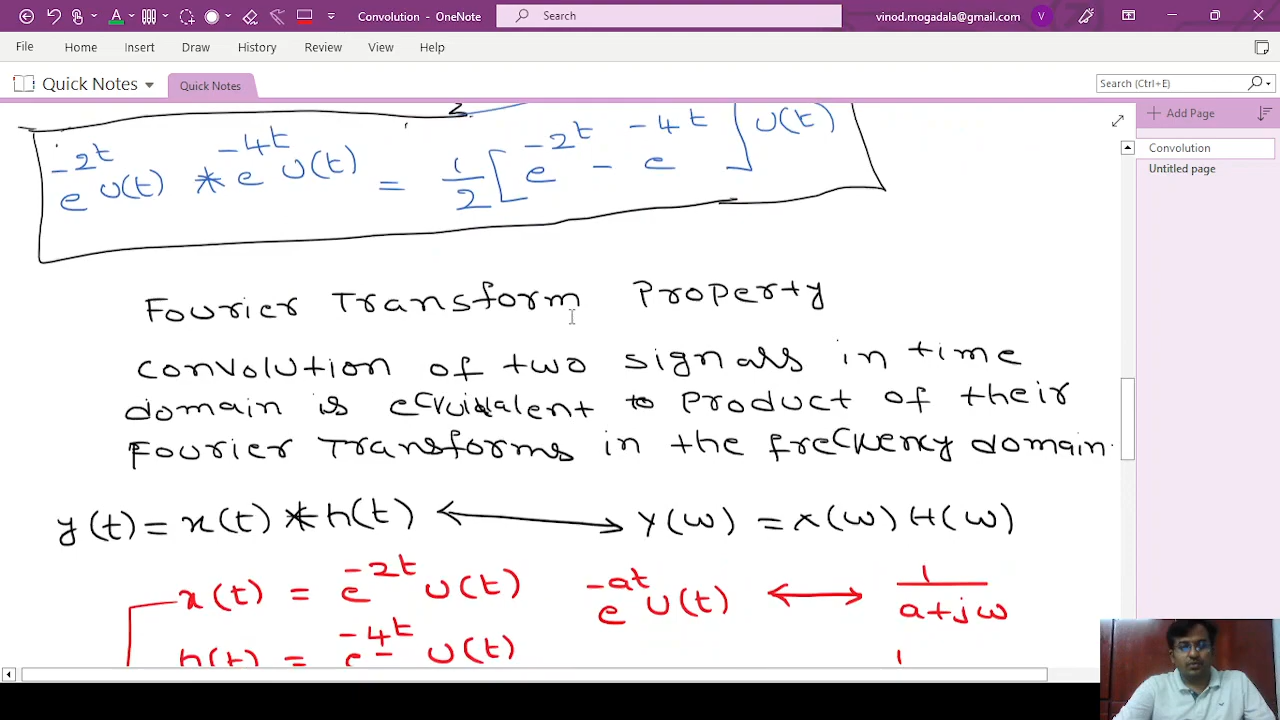 Convolution - OneNote
Search
vinod.mogadala@gmail.com
V
File Home Insert Draw History Review View Help
Quick Notes
Quick Notes
Search (Ctrl+E)
Add Page
Convolution
Untitled page
e^{-2t} u(t) * e^{-4t} u(t) = 1/2 [e^{-2t} - e^{-4t}] u(t)
Fourier Transform Property
convolution of two signals in time
domain is equivalent to product of their
Fourier Transforms in the frequency domain.
y(t) = x(t) * h(t) ⟷ Y(ω) = X(ω) H(ω)
x(t) = e^{-2t} u(t) e^{-at} u(t) ⟷ 1/(a+jω)
h(t) = e^{-4t} u(t) 1